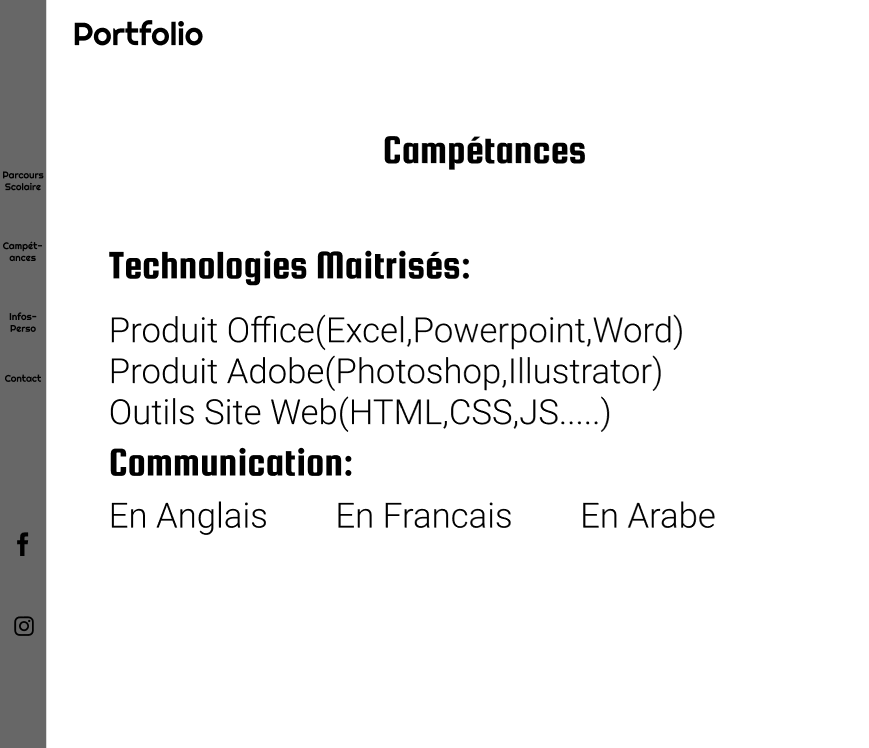 Portfolio
Parcours
Scolaire
Campét-
ances
Infos-
Perso
Contact
Campétances
Technologies Maitrisés:
Produit Office(Excel,Powerpoint,Word)
Produit Adobe(Photoshop,Illustrator)
Outils Site Web(HTML,CSS,JS.....)
Communication:
En Anglais En Francais En Arabe